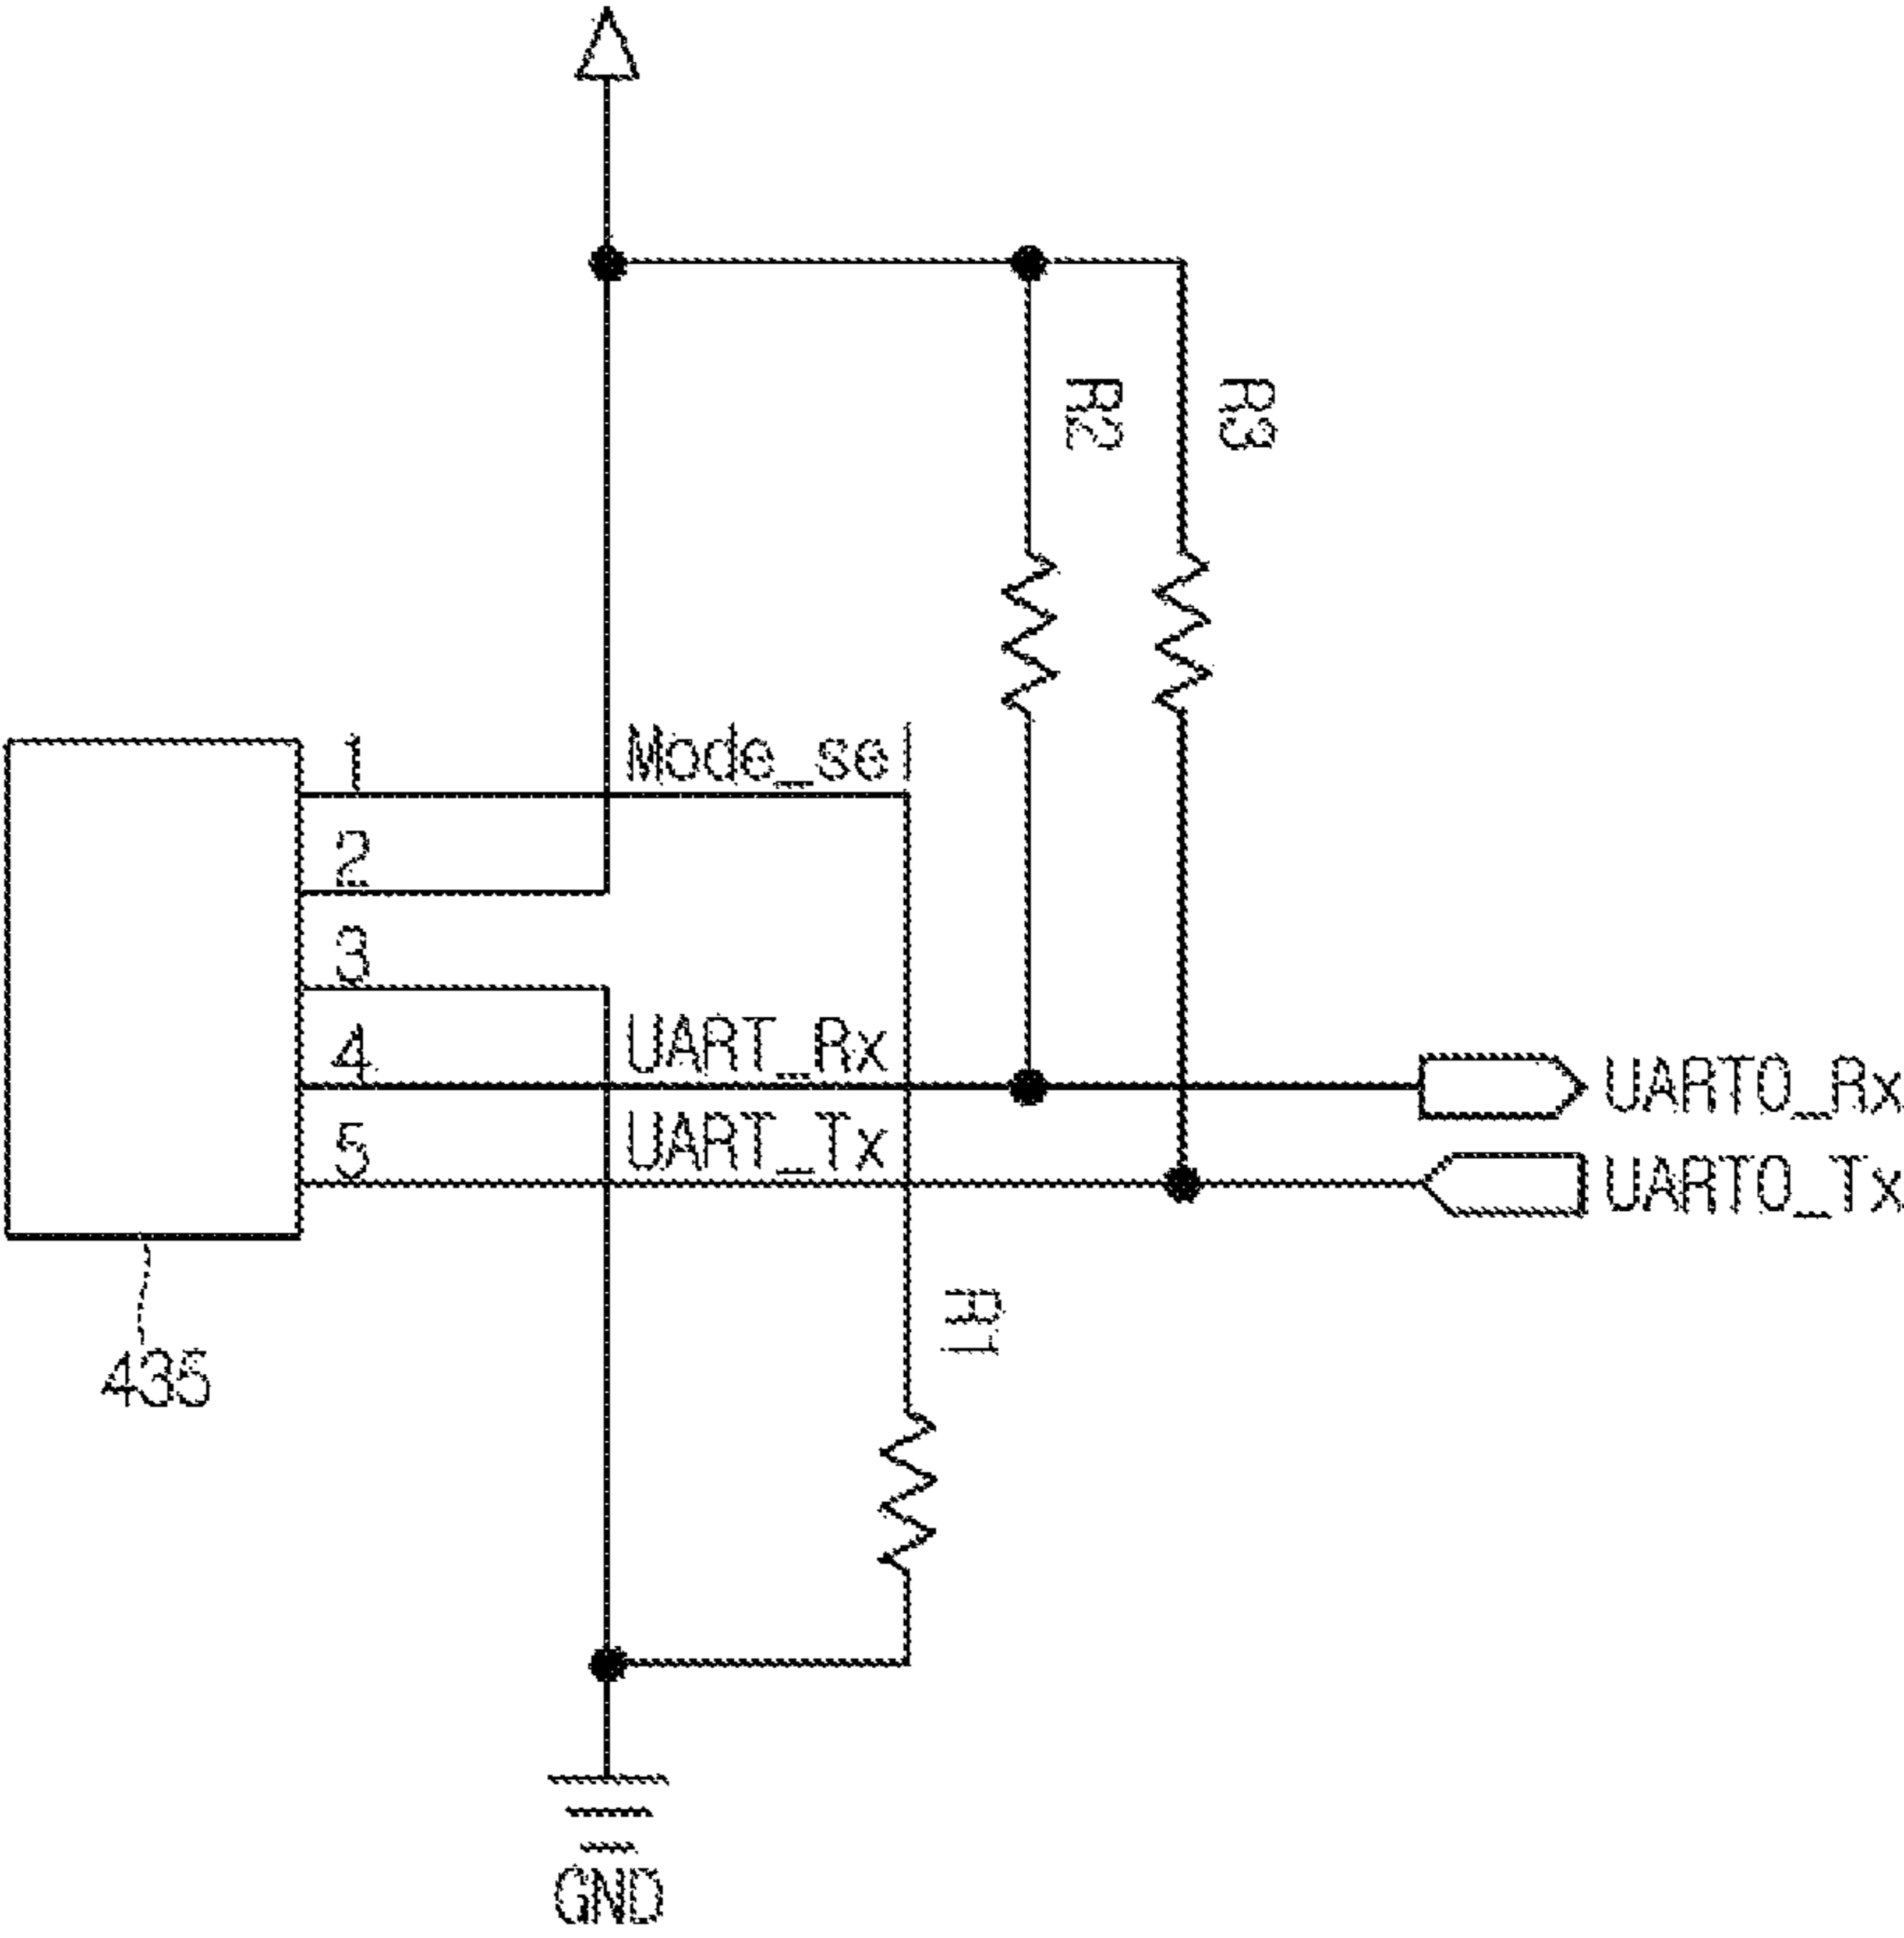 R2
R3
1
Mode_sel
2
3
4
UART_Rx
UART0_Rx
5
UART_Tx
UART0_Tx
R1
435
GND